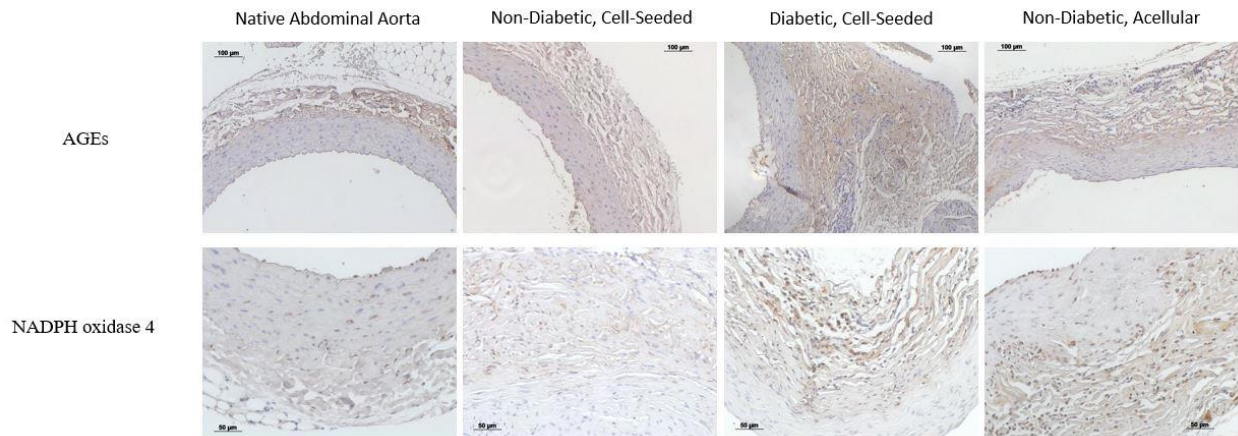 Native Abdominal Aorta
Non-Diabetic, Cell-Seeded
Diabetic, Cell-Seeded
Non-Diabetic, Acellular
AGEs
100 µm
100 µm
100 µm
100 µm
NADPH oxidase 4
50 µm
50 µm
50 µm
50 µm